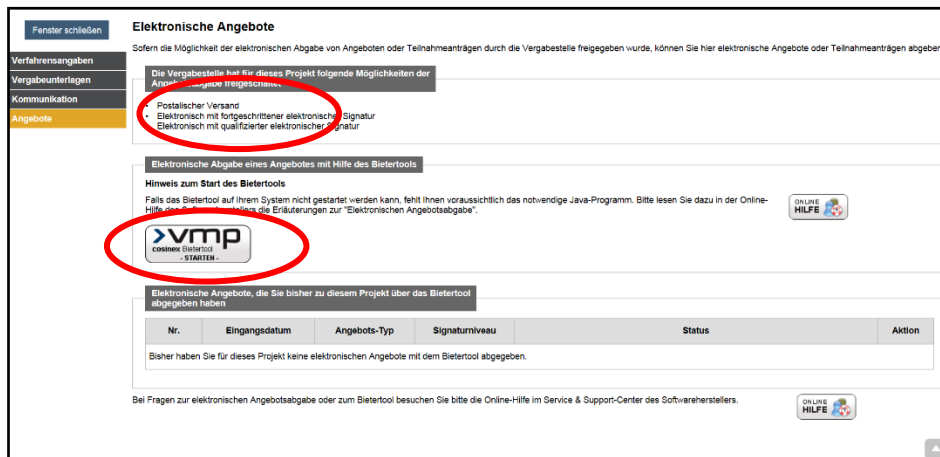 Fenster schließen
Verfahrensangaben
Vergabeunterlagen
Kommunikation
Angebote
Elektronische Angebote
Sofern die Möglichkeit der elektronischen Abgabe von Angeboten oder Teilnahmeanträgen durch die Vergabestelle freigegeben wurde, können Sie hier elektronische Angebote oder Teilnahmeanträgen abgeben
Die Vergabestelle hat für dieses Projekt folgende Möglichkeiten der
Angebotsabgabe freigeschaltet
• Postalischer Versand
• Elektronisch mit fortgeschrittener elektronischer Signatur
Elektronisch mit qualifizierter elektronischer Signatur
Elektronische Abgabe eines Angebotes mit Hilfe des Bietertools
Hinweis zum Start des Bietertools
Falls das Bietertool auf Ihrem System nicht gestartet werden kann, fehlt Ihnen voraussichtlich das notwendige Java-Programm. Bitte lesen Sie dazu in der Online-
Hilfe des Softwareherstellers die Erläuterungen zur "Elektronischen Angebotsabgabe".
ONLINE
HILFE
vmp
cosinex Bietertool
- STARTEN -
Elektronische Angebote, die Sie bisher zu diesem Projekt über das Bietertool
abgegeben haben
Nr. Eingangsdatum Angebots-Typ Signaturniveau Status Aktion
Bisher haben Sie für dieses Projekt keine elektronischen Angebote mit dem Bietertool abgegeben.
Bei Fragen zur elektronischen Angebotsabgabe oder zum Bietertool besuchen Sie bitte die Online-Hilfe im Service & Support-Center des Softwareherstellers.
ONLINE
HILFE